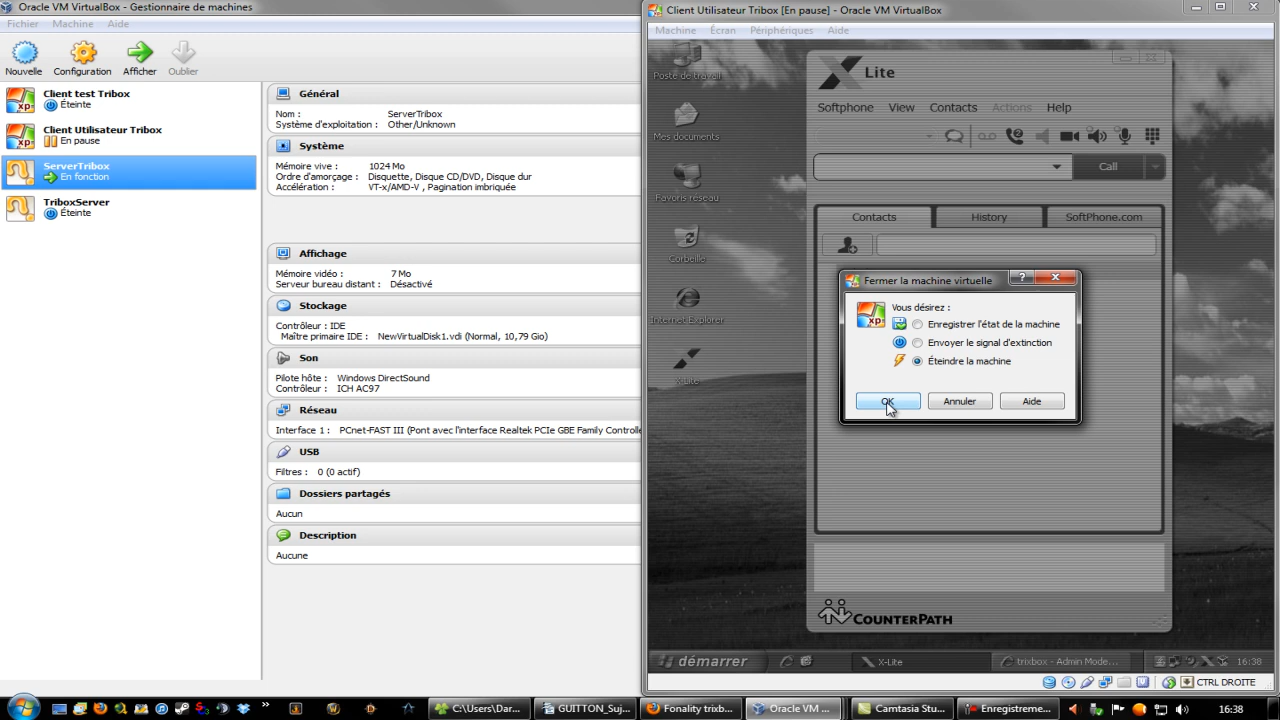 Oracle VM VirtualBox - Gestionnaire de machines
Fichier Machine Aide
Nouvelle Configuration Afficher Oublier
Client test Tribox
Éteinte
Client Utilisateur Tribox
En pause
ServerTribox
En fonction
TriboxServer
Éteinte
Général
Nom : ServerTribox
Système d'exploitation : Other/Unknown
Système
Mémoire vive : 1024 Mo
Ordre d'amorçage : Disquette, Disque CD/DVD, Disque dur
Accélération : VT-x/AMD-V , Pagination imbriquée
Affichage
Mémoire vidéo : 7 Mo
Serveur bureau distant : Désactivé
Stockage
Contrôleur : IDE
Maître primaire IDE : NewVirtualDisk1.vdi (Normal, 10,79 Gio)
Son
Pilote hôte : Windows DirectSound
Contrôleur : ICH AC97
Réseau
Interface 1 : PCnet-FAST III (Pont avec l'interface Realtek PCIe GBE Family Controlle
USB
Filtres : 0 (0 actif)
Dossiers partagés
Aucun
Description
Aucune
Client Utilisateur Tribox [En pause] - Oracle VM VirtualBox
Machine Écran Périphériques Aide
Poste de travail
Mes documents
Favoris réseau
Corbeille
Internet Explorer
X-Lite
X Lite
Softphone View Contacts Actions Help
Call
Contacts History SoftPhone.com
Fermer la machine virtuelle
Vous désirez :
Enregistrer l'état de la machine
Envoyer le signal d'extinction
Éteindre la machine
OK Annuler Aide
COUNTERPATH
démarrer X-Lite trixbox - Admin Mode... 16:38
CTRL DROITE
C:\Users\Dar... GUITTON_Suj... Fonality trixb... Oracle VM ... Camtasia Stu... Enregistreme... 16:38